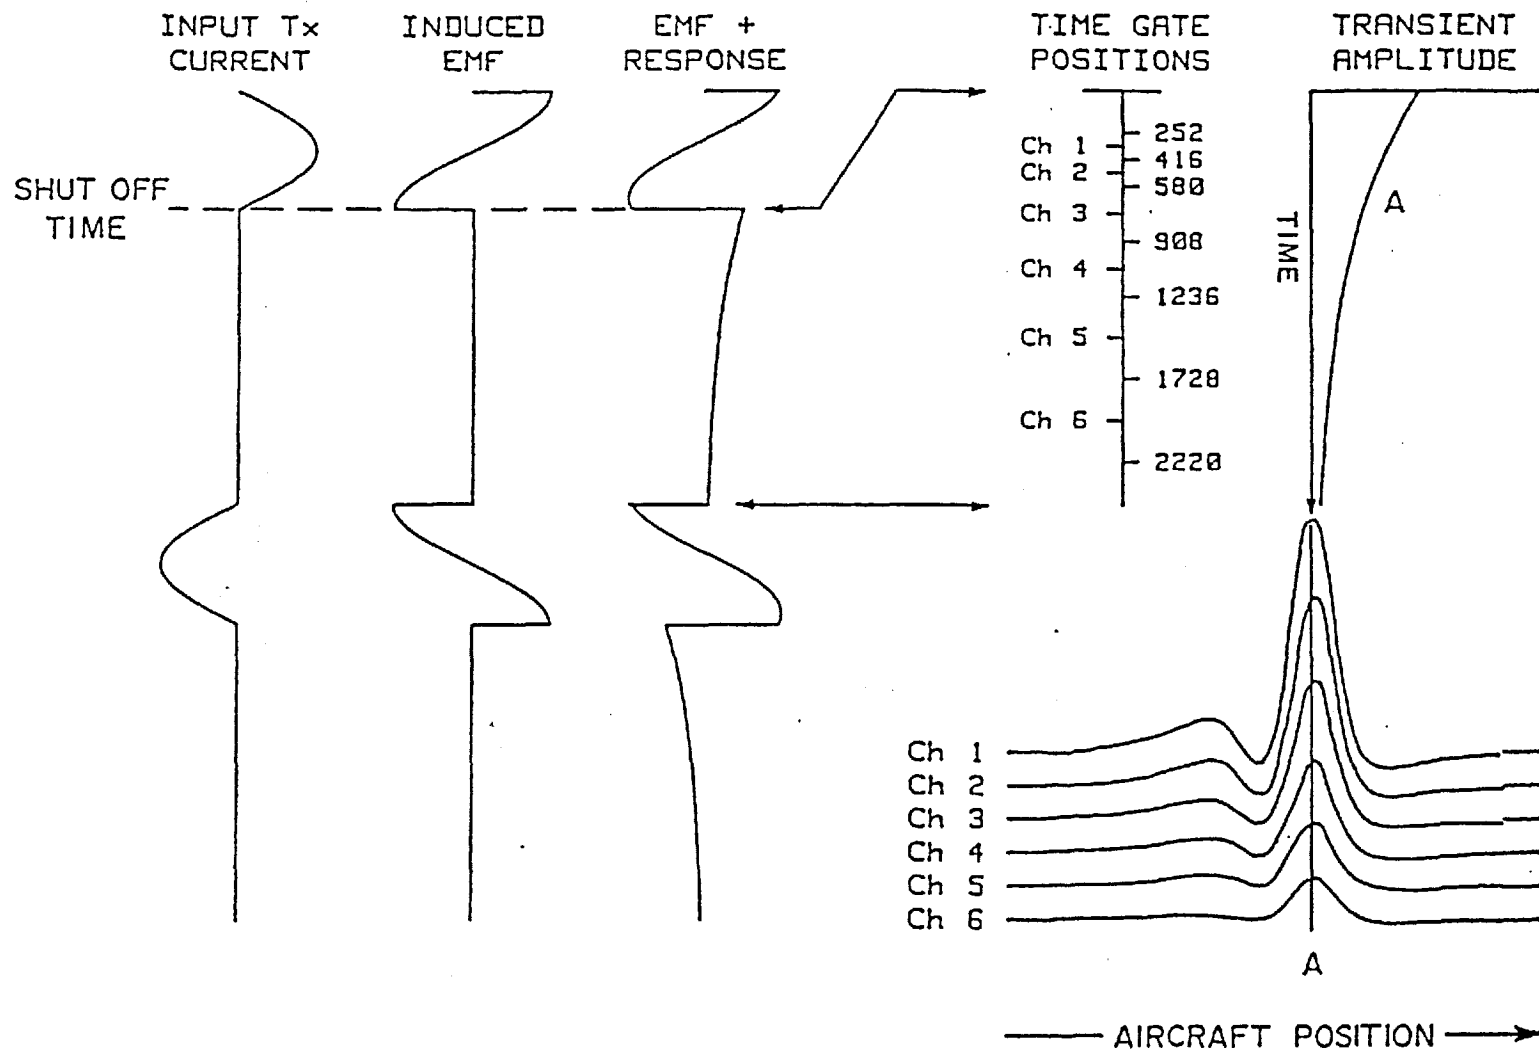 INPUT Tx
CURRENT
INDUCED
EMF
EMF +
RESPONSE
TIME GATE
POSITIONS
TRANSIENT
AMPLITUDE
SHUT OFF
TIME
Ch 1
Ch 2
Ch 3
Ch 4
Ch 5
Ch 6
252
416
580
908
1236
1728
2220
TIME
A
Ch 1
Ch 2
Ch 3
Ch 4
Ch 5
Ch 6
A
AIRCRAFT POSITION